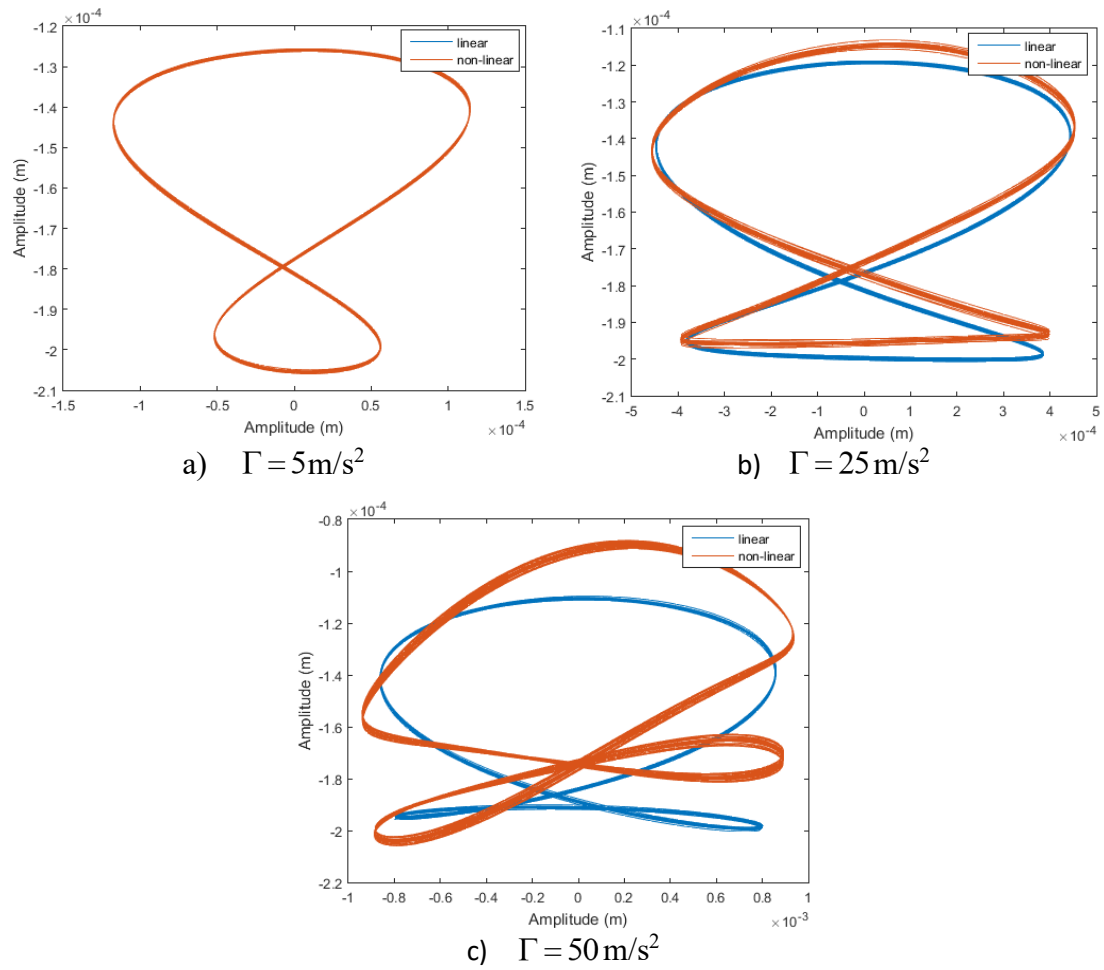 ×10-4
-1.2
-1.3
-1.4
-1.5
-1.6
-1.7
-1.8
-1.9
-2
-2.1
Amplitude (m)
linear
non-linear
-1.5 -1 -0.5 0 0.5 1 1.5
Amplitude (m) ×10-4
a) Γ = 5 m/s2
×10-4
-1.1
-1.2
-1.3
-1.4
-1.5
-1.6
-1.7
-1.8
-1.9
-2
-2.1
Amplitude (m)
linear
non-linear
-5 -4 -3 -2 -1 0 1 2 3 4 5
Amplitude (m) ×10-4
b) Γ = 25 m/s2
×10-4
-0.8
-1
-1.2
-1.4
-1.6
-1.8
-2
-2.2
Amplitude (m)
linear
non-linear
-1 -0.8 -0.6 -0.4 -0.2 0 0.2 0.4 0.6 0.8 1
Amplitude (m) ×10-3
c) Γ = 50 m/s2